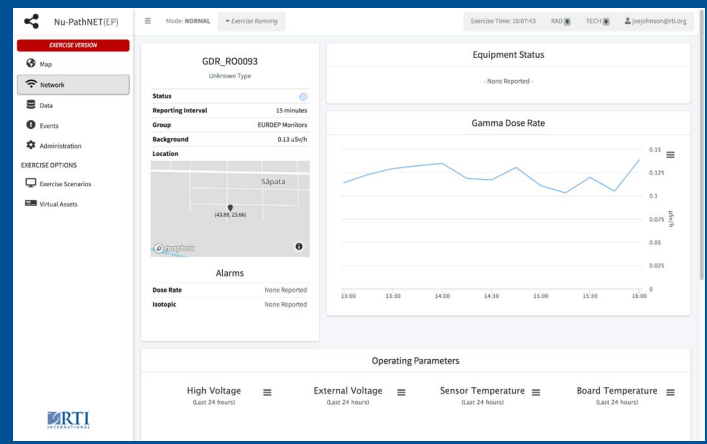 Nu-PathNET(EP)
Mode: NORMAL
Exercise Running
Exercise Time: 16:07:43
RAD 0
TECH 0
joejohnson@rti.org
EXERCISE VERSION
Map
Network
Data
Events
Administration
EXERCISE OPTIONS
Exercise Scenarios
Virtual Assets
RTI
INTERNATIONAL
GDR_RO0093
Unknown Type
Status
Reporting Interval 15 minutes
Group EURDEP Monitors
Background 0.13 uSv/h
Location
Săpata
(43.88, 23.66)
mapbox
Alarms
Dose Rate None Reported
Isotopic None Reported
Equipment Status
- None Reported -
Gamma Dose Rate
0.15
0.125
0.1
0.075
0.05
0.025
0
μSv/h
13:00 13:30 14:00 14:30 15:00 15:30 16:00
Operating Parameters
High Voltage
(Last 24 hours)
External Voltage
(Last 24 hours)
Sensor Temperature
(Last 24 hours)
Board Temperature
(Last 24 hours)